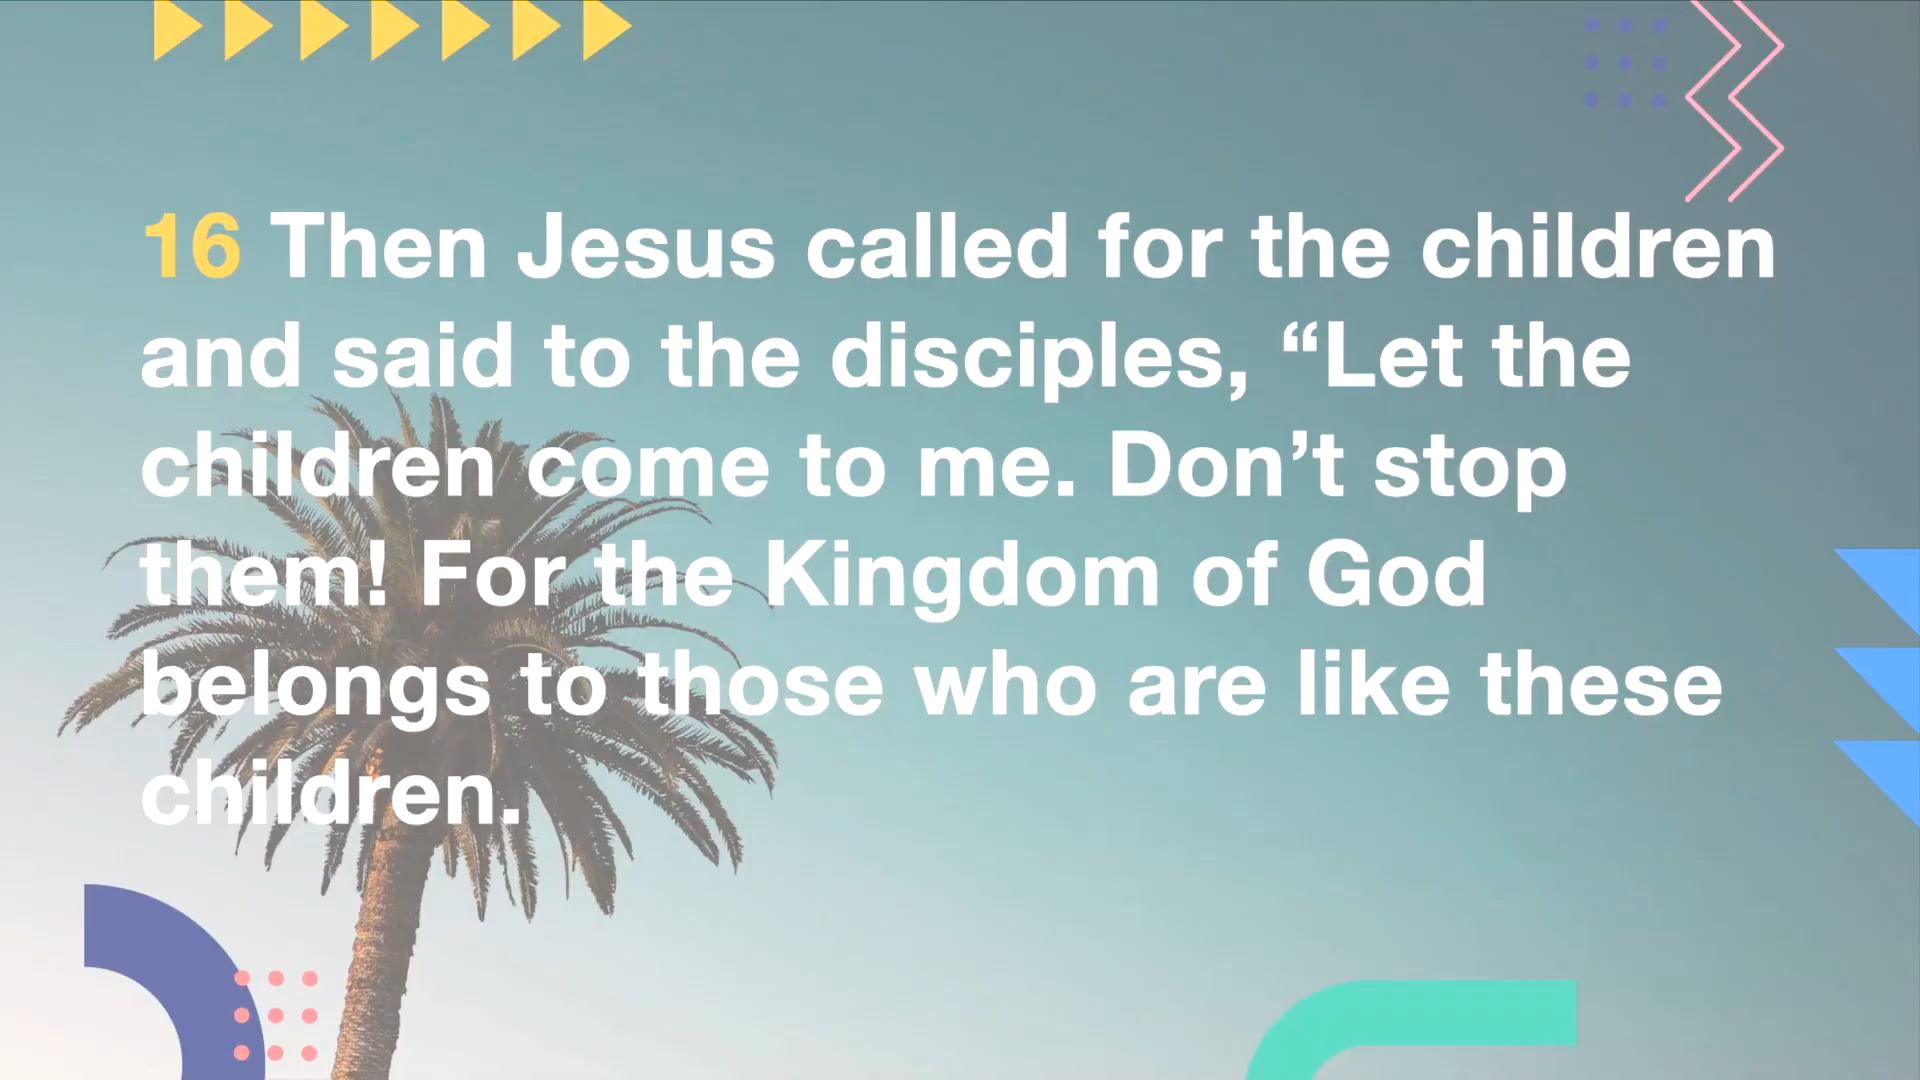 16 Then Jesus called for the children
and said to the disciples, “Let the
children come to me. Don’t stop
them! For the Kingdom of God
belongs to those who are like these
children.